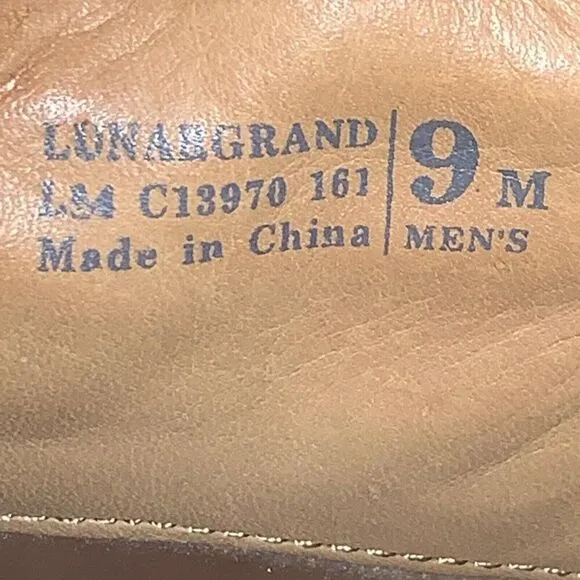 LUNARGRAND
LM C13970 161
Made in China
9 M
MEN'S